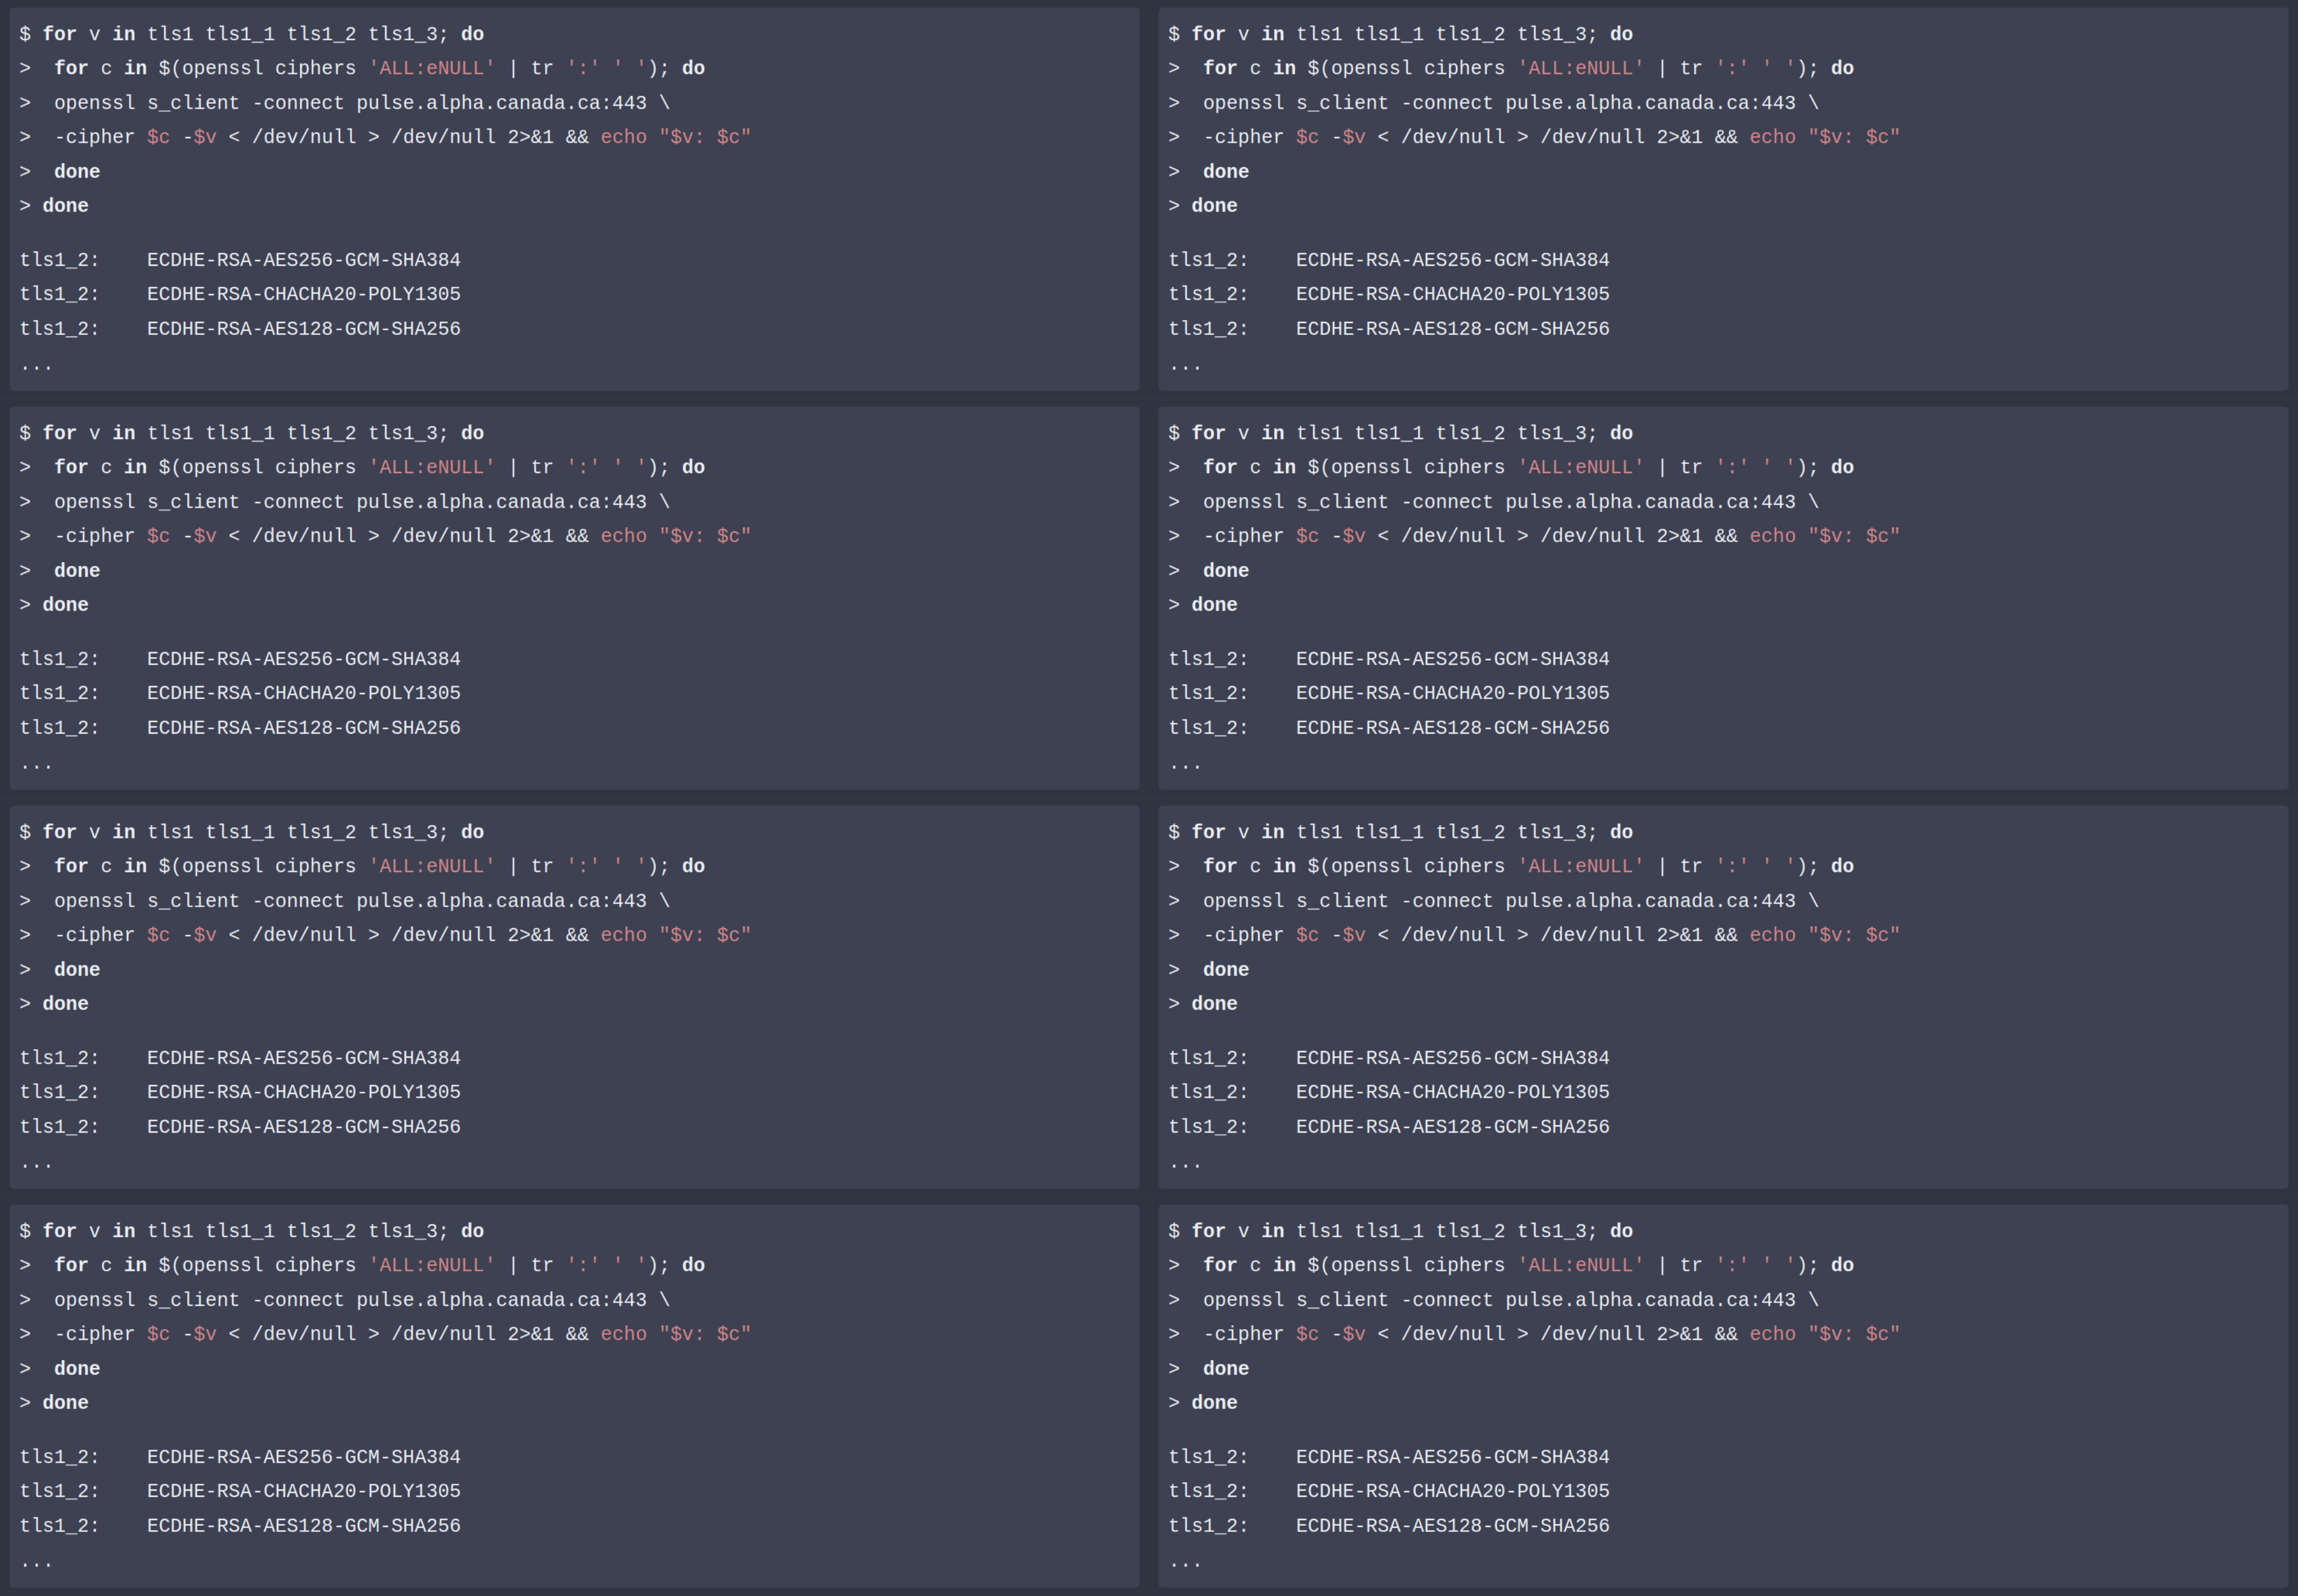 $ for v in tls1 tls1_1 tls1_2 tls1_3; do
>  for c in $(openssl ciphers 'ALL:eNULL' | tr ':' ' '); do
>  openssl s_client -connect pulse.alpha.canada.ca:443 \
>  -cipher $c -$v < /dev/null > /dev/null 2>&1 && echo "$v: $c"
>  done
> done
tls1_2:    ECDHE-RSA-AES256-GCM-SHA384
tls1_2:    ECDHE-RSA-CHACHA20-POLY1305
tls1_2:    ECDHE-RSA-AES128-GCM-SHA256
...
$ for v in tls1 tls1_1 tls1_2 tls1_3; do
>  for c in $(openssl ciphers 'ALL:eNULL' | tr ':' ' '); do
>  openssl s_client -connect pulse.alpha.canada.ca:443 \
>  -cipher $c -$v < /dev/null > /dev/null 2>&1 && echo "$v: $c"
>  done
> done
tls1_2:    ECDHE-RSA-AES256-GCM-SHA384
tls1_2:    ECDHE-RSA-CHACHA20-POLY1305
tls1_2:    ECDHE-RSA-AES128-GCM-SHA256
...
$ for v in tls1 tls1_1 tls1_2 tls1_3; do
>  for c in $(openssl ciphers 'ALL:eNULL' | tr ':' ' '); do
>  openssl s_client -connect pulse.alpha.canada.ca:443 \
>  -cipher $c -$v < /dev/null > /dev/null 2>&1 && echo "$v: $c"
>  done
> done
tls1_2:    ECDHE-RSA-AES256-GCM-SHA384
tls1_2:    ECDHE-RSA-CHACHA20-POLY1305
tls1_2:    ECDHE-RSA-AES128-GCM-SHA256
...
$ for v in tls1 tls1_1 tls1_2 tls1_3; do
>  for c in $(openssl ciphers 'ALL:eNULL' | tr ':' ' '); do
>  openssl s_client -connect pulse.alpha.canada.ca:443 \
>  -cipher $c -$v < /dev/null > /dev/null 2>&1 && echo "$v: $c"
>  done
> done
tls1_2:    ECDHE-RSA-AES256-GCM-SHA384
tls1_2:    ECDHE-RSA-CHACHA20-POLY1305
tls1_2:    ECDHE-RSA-AES128-GCM-SHA256
...
$ for v in tls1 tls1_1 tls1_2 tls1_3; do
>  for c in $(openssl ciphers 'ALL:eNULL' | tr ':' ' '); do
>  openssl s_client -connect pulse.alpha.canada.ca:443 \
>  -cipher $c -$v < /dev/null > /dev/null 2>&1 && echo "$v: $c"
>  done
> done
tls1_2:    ECDHE-RSA-AES256-GCM-SHA384
tls1_2:    ECDHE-RSA-CHACHA20-POLY1305
tls1_2:    ECDHE-RSA-AES128-GCM-SHA256
...
$ for v in tls1 tls1_1 tls1_2 tls1_3; do
>  for c in $(openssl ciphers 'ALL:eNULL' | tr ':' ' '); do
>  openssl s_client -connect pulse.alpha.canada.ca:443 \
>  -cipher $c -$v < /dev/null > /dev/null 2>&1 && echo "$v: $c"
>  done
> done
tls1_2:    ECDHE-RSA-AES256-GCM-SHA384
tls1_2:    ECDHE-RSA-CHACHA20-POLY1305
tls1_2:    ECDHE-RSA-AES128-GCM-SHA256
...
$ for v in tls1 tls1_1 tls1_2 tls1_3; do
>  for c in $(openssl ciphers 'ALL:eNULL' | tr ':' ' '); do
>  openssl s_client -connect pulse.alpha.canada.ca:443 \
>  -cipher $c -$v < /dev/null > /dev/null 2>&1 && echo "$v: $c"
>  done
> done
tls1_2:    ECDHE-RSA-AES256-GCM-SHA384
tls1_2:    ECDHE-RSA-CHACHA20-POLY1305
tls1_2:    ECDHE-RSA-AES128-GCM-SHA256
...
$ for v in tls1 tls1_1 tls1_2 tls1_3; do
>  for c in $(openssl ciphers 'ALL:eNULL' | tr ':' ' '); do
>  openssl s_client -connect pulse.alpha.canada.ca:443 \
>  -cipher $c -$v < /dev/null > /dev/null 2>&1 && echo "$v: $c"
>  done
> done
tls1_2:    ECDHE-RSA-AES256-GCM-SHA384
tls1_2:    ECDHE-RSA-CHACHA20-POLY1305
tls1_2:    ECDHE-RSA-AES128-GCM-SHA256
...